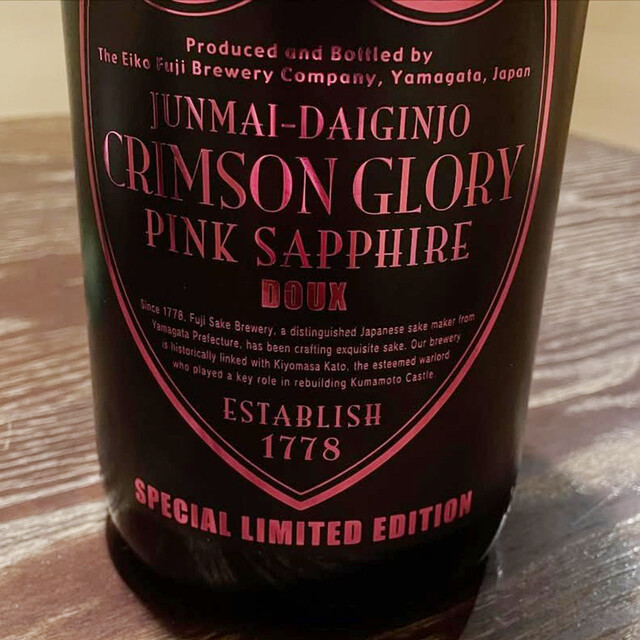 Produced and Bottled by
The Eiko Fuji Brewery Company, Yamagata, Japan
JUNMAI-DAIGINJO
CRIMSON GLORY
PINK SAPPHIRE
DOUX
Since 1778, Fuji Sake Brewery, a distinguished Japanese sake maker from
Yamagata Prefecture, has been crafting exquisite sake. Our brewery
is historically linked with Kiyomasa Kato, the esteemed warlord
who played a key role in rebuilding Kumamoto Castle.
ESTABLISH
1778
SPECIAL LIMITED EDITION